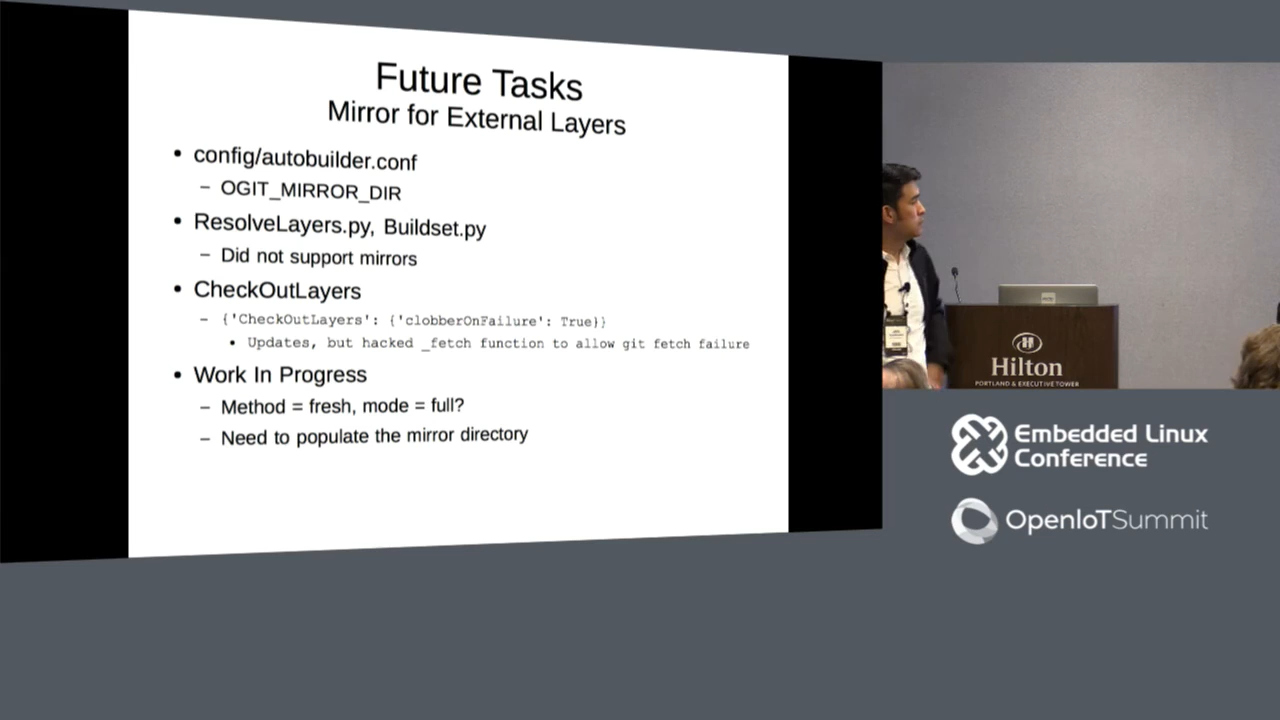 Future Tasks
Mirror for External Layers
• config/autobuilder.conf
– OGIT_MIRROR_DIR
• ResolveLayers.py, Buildset.py
– Did not support mirrors
• CheckOutLayers
– {'CheckOutLayers': {'clobberOnFailure': True}}
• Updates, but hacked _fetch function to allow git fetch failure
• Work In Progress
– Method = fresh, mode = full?
– Need to populate the mirror directory
Hilton
PORTLAND & EXECUTIVE TOWER
Embedded Linux
Conference
OpenIoTSummit